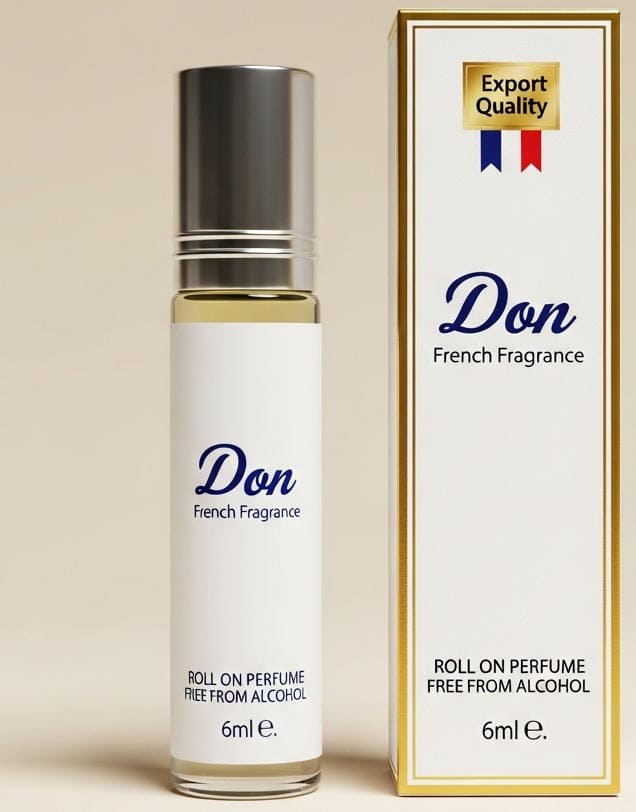 Don
French Fragrance
ROLL ON PERFUME
FREE FROM ALCOHOL
6ml e.
Export
Quality
Don
French Fragrance
ROLL ON PERFUME
FREE FROM ALCOHOL
6ml e.